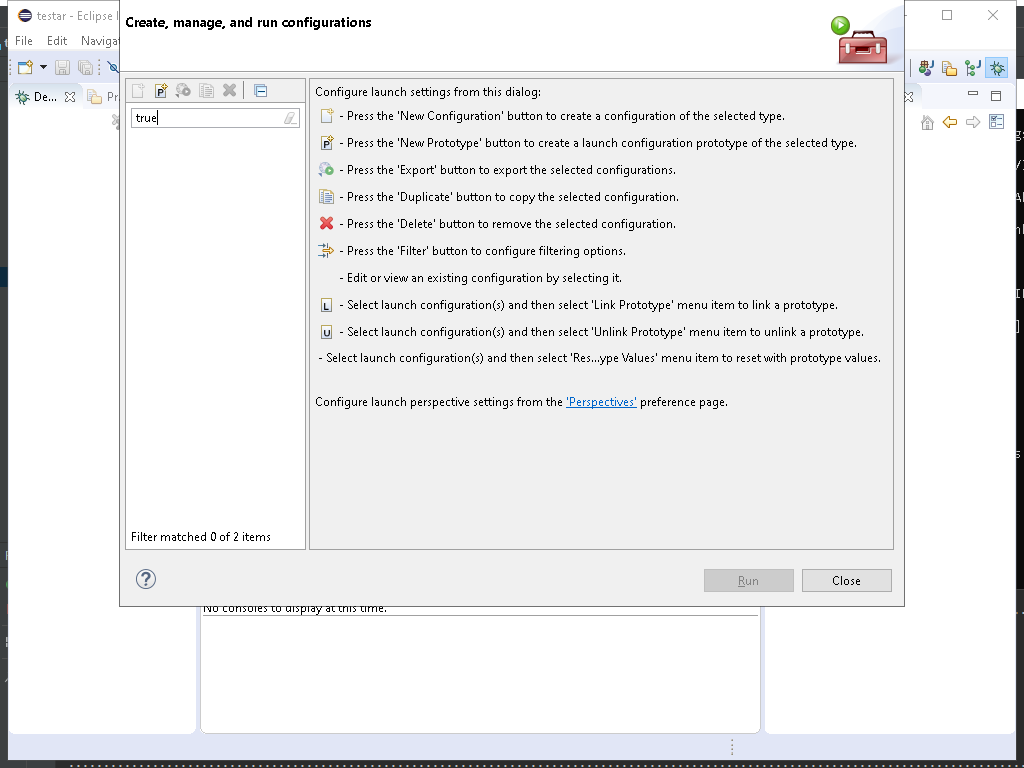 testar - Eclipse I
Create, manage, and run configurations
File Edit Navigat
De...
Pr
true
Configure launch settings from this dialog:
- Press the 'New Configuration' button to create a configuration of the selected type.
- Press the 'New Prototype' button to create a launch configuration prototype of the selected type.
- Press the 'Export' button to export the selected configurations.
- Press the 'Duplicate' button to copy the selected configuration.
- Press the 'Delete' button to remove the selected configuration.
- Press the 'Filter' button to configure filtering options.
- Edit or view an existing configuration by selecting it.
L - Select launch configuration(s) and then select 'Link Prototype' menu item to link a prototype.
U - Select launch configuration(s) and then select 'Unlink Prototype' menu item to unlink a prototype.
- Select launch configuration(s) and then select 'Res...ype Values' menu item to reset with prototype values.
Configure launch perspective settings from the 'Perspectives' preference page.
Filter matched 0 of 2 items
Run
Close
No consoles to display at this time.